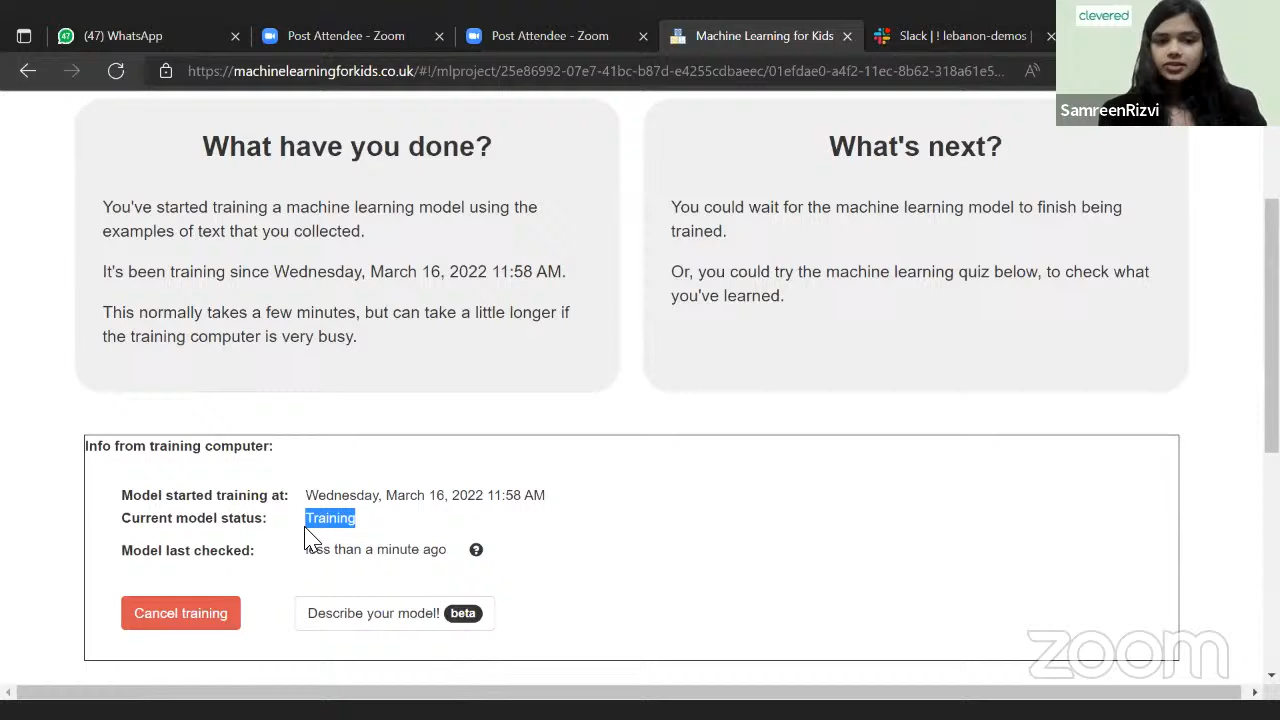 47
(47) WhatsApp
Post Attendee - Zoom
Post Attendee - Zoom
Machine Learning for Kids
Slack | ! lebanon-demos |
clevered
https://machinelearningforkids.co.uk/#!/mlproject/25e86992-07e7-41bc-b87d-e4255cdbaeec/01efdae0-a4f2-11ec-8b62-318a61e5...
SamreenRizvi
What have you done?
You've started training a machine learning model using the
examples of text that you collected.
It's been training since Wednesday, March 16, 2022 11:58 AM.
This normally takes a few minutes, but can take a little longer if
the training computer is very busy.
What's next?
You could wait for the machine learning model to finish being
trained.
Or, you could try the machine learning quiz below, to check what
you've learned.
Info from training computer:
Model started training at: Wednesday, March 16, 2022 11:58 AM
Current model status: Training
Model last checked: less than a minute ago ?
Cancel training
Describe your model! beta
zoom